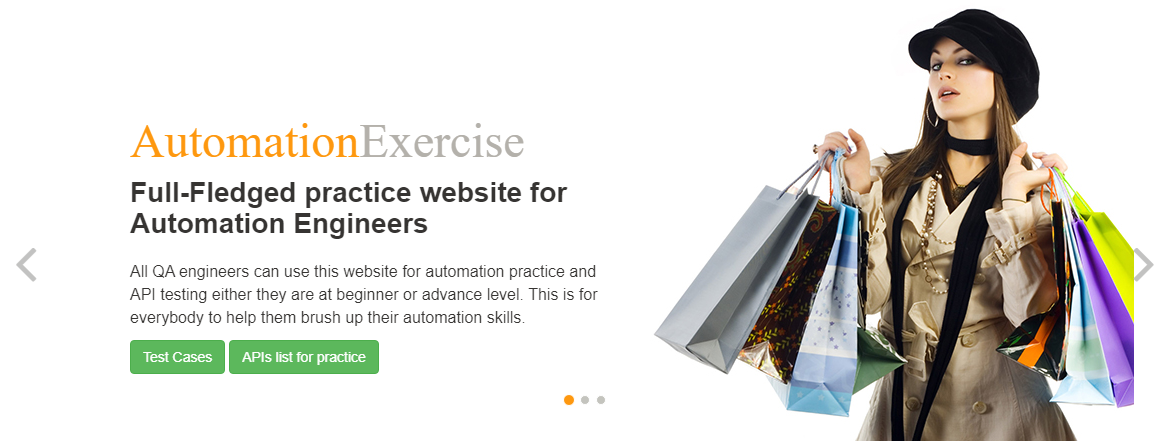 AutomationExercise
Full-Fledged practice website for
Automation Engineers
All QA engineers can use this website for automation practice and
API testing either they are at beginner or advance level. This is for
everybody to help them brush up their automation skills.
Test Cases
APIs list for practice